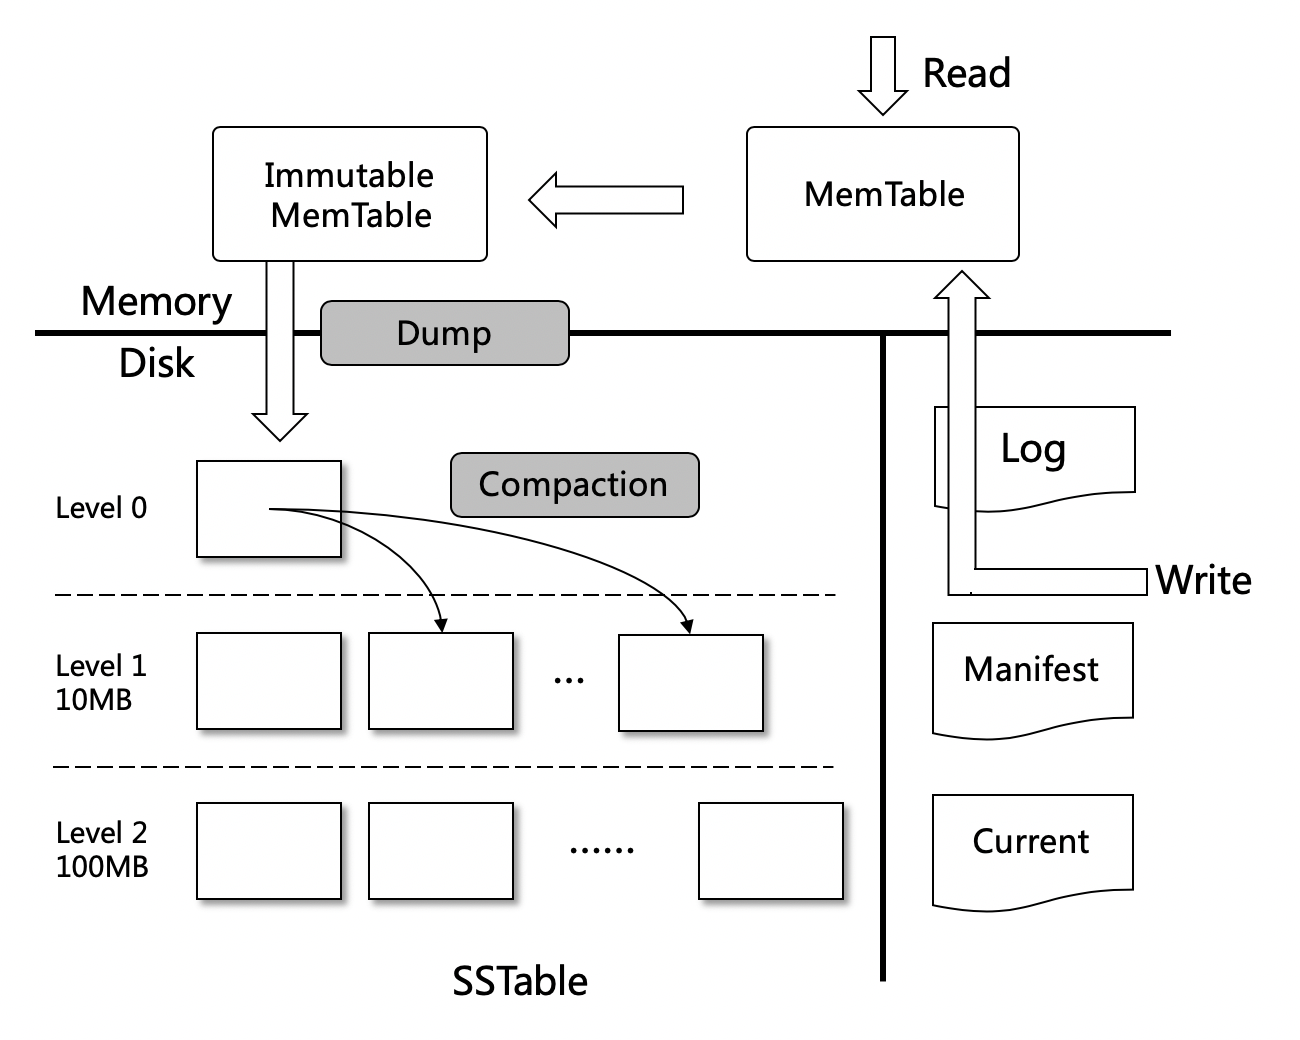 Read
Immutable
MemTable
MemTable
Memory
Dump
Disk
Log
Compaction
Level 0
Write
Level 1
10MB
...
Manifest
Level 2
100MB
......
Current
SSTable